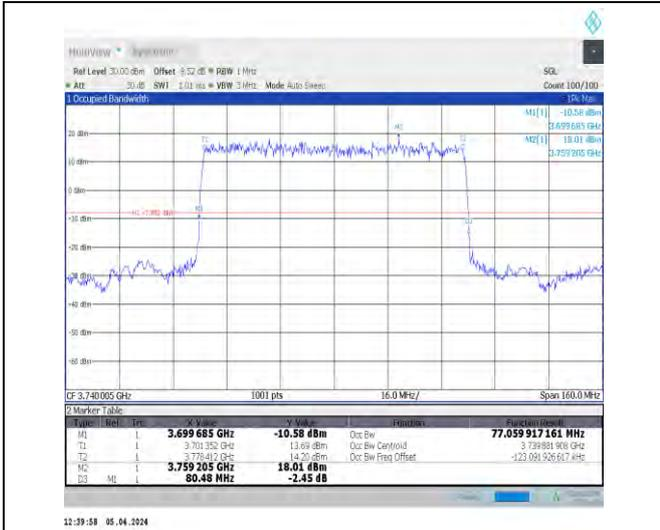 MultiView
Ref Level 30.00 dBm Offset 9.52 dB RBW 1 MHz SGL
Att 30 dB SWT 1.01 ms VBW 3 MHz Mode Auto Sweep Count 100/100
1 Occupied Bandwidth
M1[1] -10.58 dBm
3.699685 GHz
M2[1] 18.01 dBm
3.759205 GHz
20 dBm
10 dBm
0 dBm
-10 dBm
-20 dBm
-30 dBm
-40 dBm
-50 dBm
-60 dBm
CF 3.740005 GHz 1001 pts 16.0 MHz/ Span 160.0 MHz
2 Marker Table
Type Ref Trc X-Value Y-Value Function Function Result
M1 1 3.699 685 GHz -10.58 dBm Occ Bw 77.059 917 161 MHz
T1 1 3.701352 GHz 13.69 dBm Occ Bw Centroid 3.739881908 GHz
T2 1 3.778412 GHz 14.20 dBm Occ Bw Freq Offset -123.091926617 kHz
M2 1 3.759 205 GHz 18.01 dBm
D3 M1 1 80.48 MHz -2.45 dB
12:39:58 05.04.2024